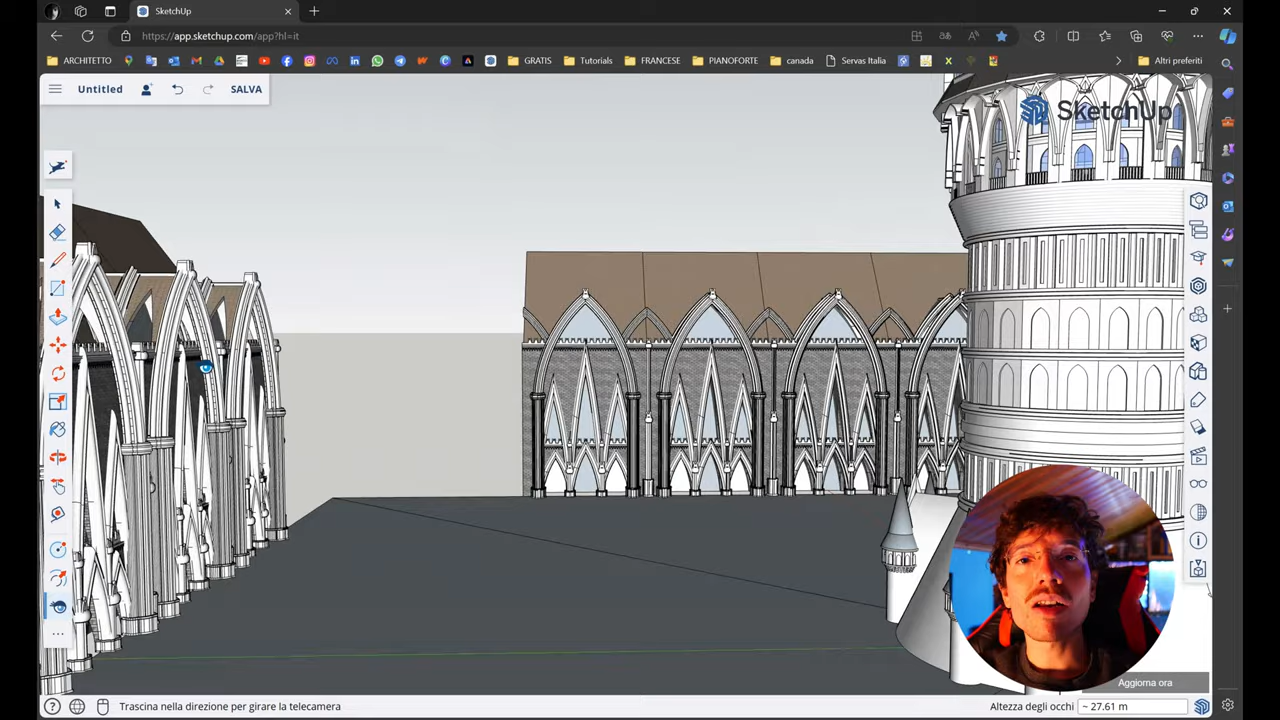 SketchUp
https://app.sketchup.com/app?hl=it
ARCHITETTO
GRATIS
Tutorials
FRANCESE
PIANOFORTE
canada
Servas Italia
Altri preferiti
Untitled
SALVA
SketchUp
Aggiorna ora
Trascina nella direzione per girare la telecamera
Altezza degli occhi
~ 27.61 m